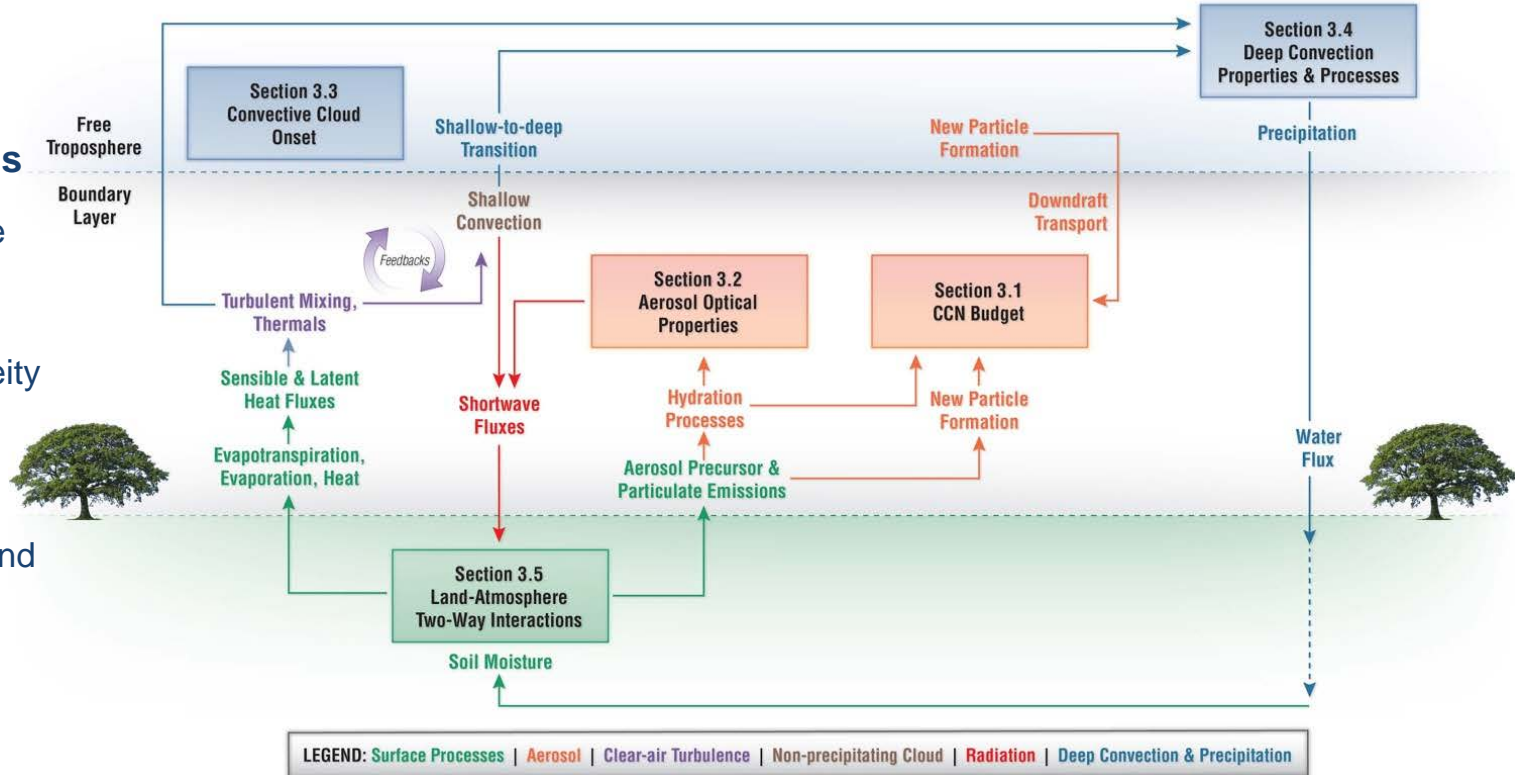 Section 3.4
Deep Convection
Properties & Processes
Section 3.3
Convective Cloud
Onset
Free
Troposphere
Shallow-to-deep
Transition
New Particle
Formation
Precipitation
s
Boundary
Layer
Shallow
Convection
Downdraft
Transport
e
Feedbacks
Turbulent Mixing,
Thermals
Section 3.2
Aerosol Optical
Properties
Section 3.1
CCN Budget
eity
Sensible & Latent
Heat Fluxes
Shortwave
Fluxes
Hydration
Processes
New Particle
Formation
Evapotranspiration,
Evaporation, Heat
Aerosol Precursor &
Particulate Emissions
Water
Flux
nd
Section 3.5
Land-Atmosphere
Two-Way Interactions
Soil Moisture
LEGEND: Surface Processes | Aerosol | Clear-air Turbulence | Non-precipitating Cloud | Radiation | Deep Convection & Precipitation